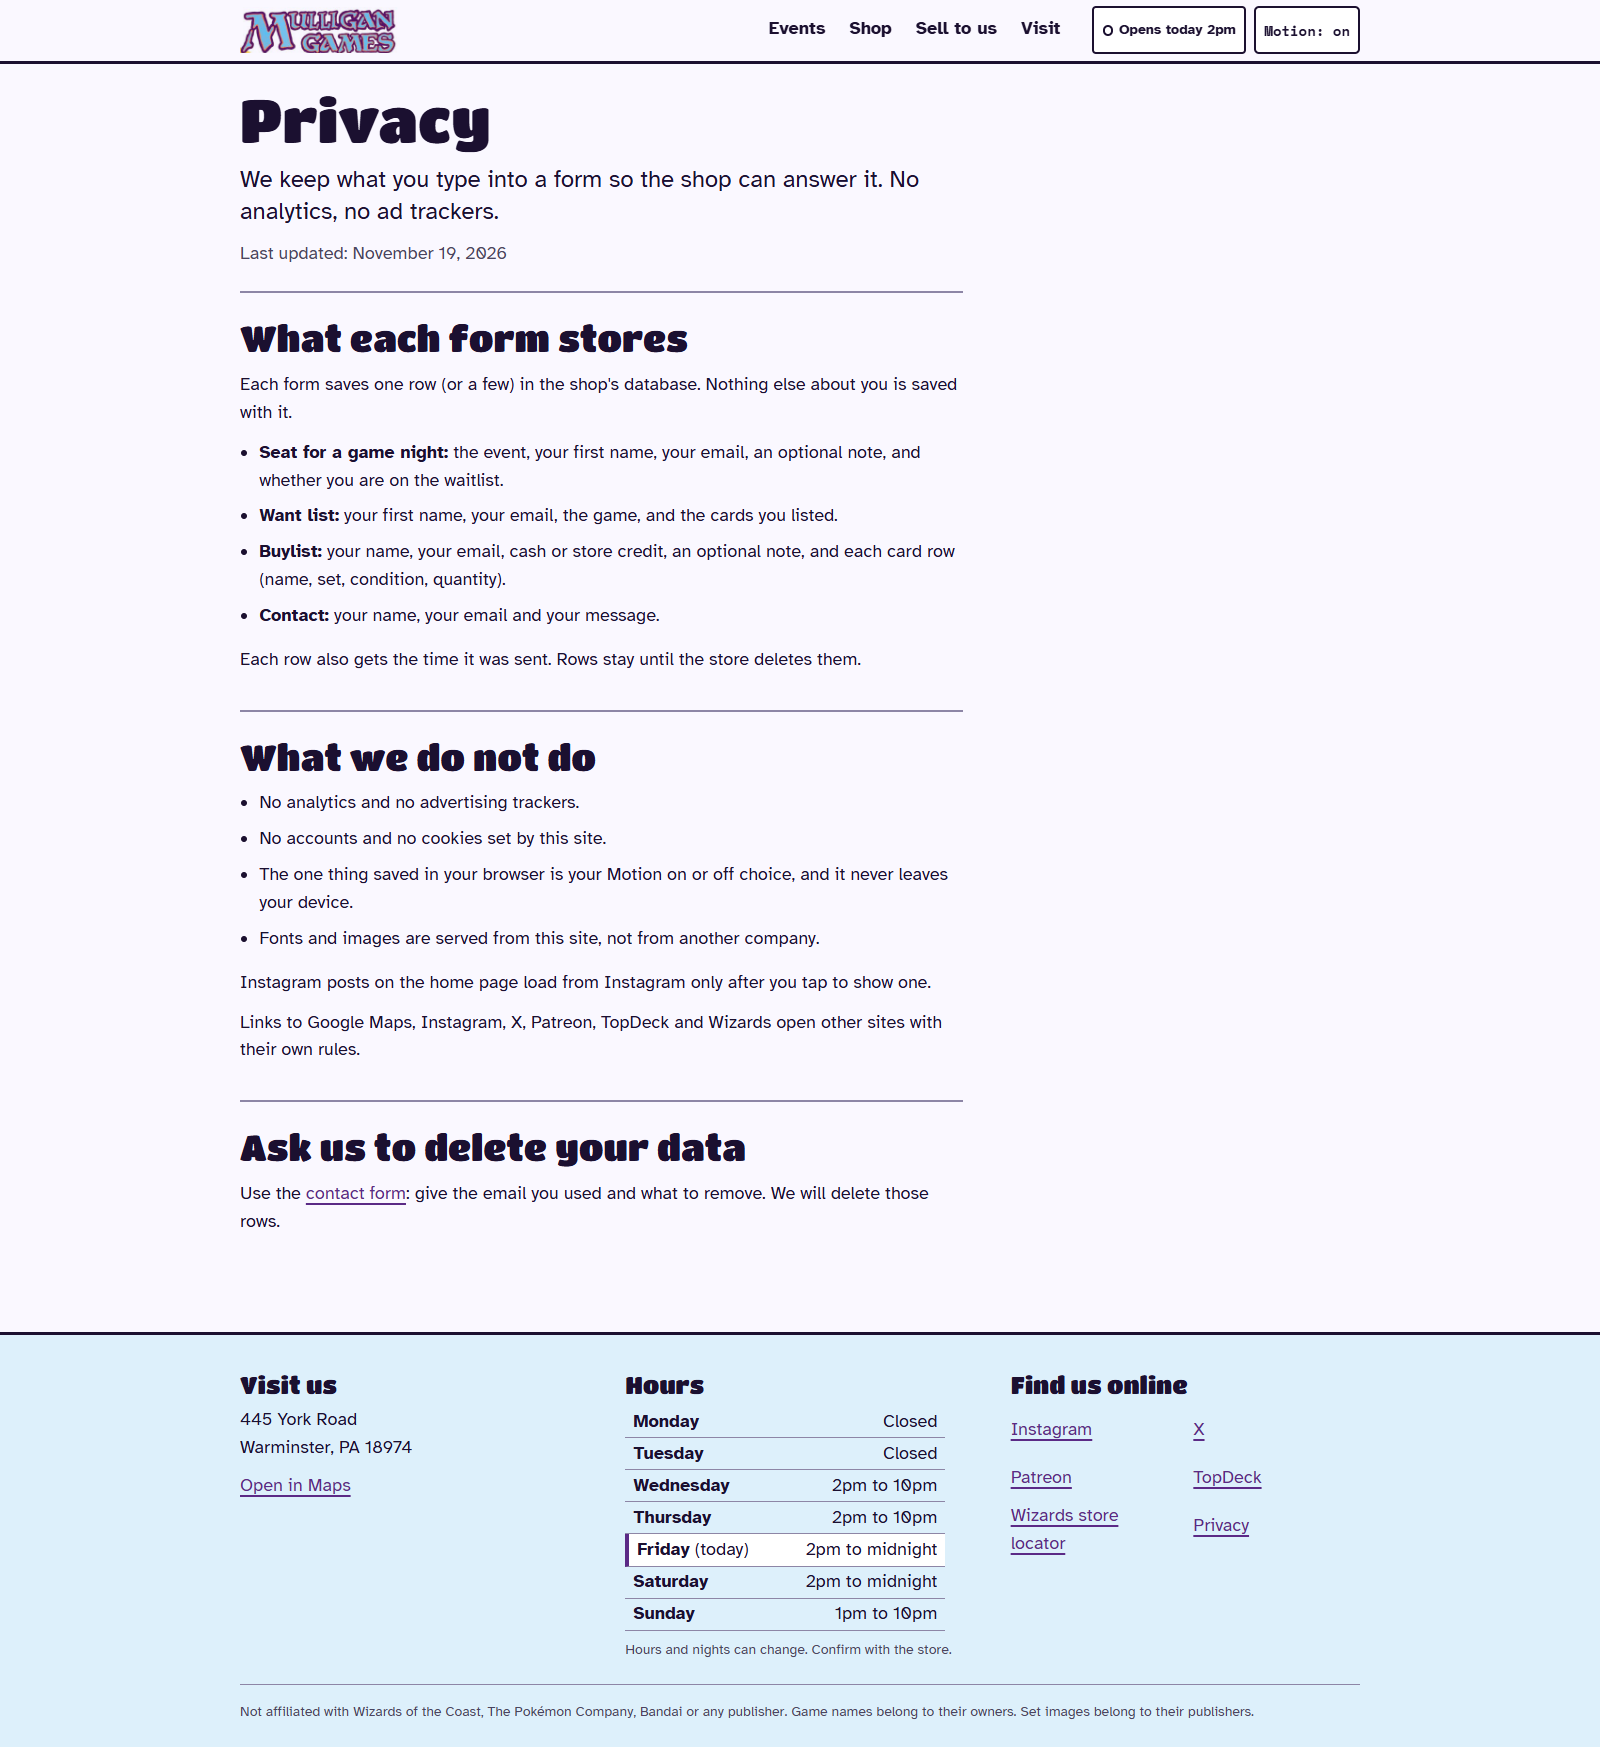 Mulligan Games
Events Shop Sell to us Visit Opens today 2pm Motion: on
Privacy
We keep what you type into a form so the shop can answer it. No
analytics, no ad trackers.
Last updated: November 19, 2026
What each form stores
Each form saves one row (or a few) in the shop's database. Nothing else about you is saved
with it.
• Seat for a game night: the event, your first name, your email, an optional note, and
whether you are on the waitlist.
• Want list: your first name, your email, the game, and the cards you listed.
• Buylist: your name, your email, cash or store credit, an optional note, and each card row
(name, set, condition, quantity).
• Contact: your name, your email and your message.
Each row also gets the time it was sent. Rows stay until the store deletes them.
What we do not do
• No analytics and no advertising trackers.
• No accounts and no cookies set by this site.
• The one thing saved in your browser is your Motion on or off choice, and it never leaves
your device.
• Fonts and images are served from this site, not from another company.
Instagram posts on the home page load from Instagram only after you tap to show one.
Links to Google Maps, Instagram, X, Patreon, TopDeck and Wizards open other sites with
their own rules.
Ask us to delete your data
Use the contact form: give the email you used and what to remove. We will delete those
rows.
Visit us
445 York Road
Warminster, PA 18974
Open in Maps
Hours
Monday Closed
Tuesday Closed
Wednesday 2pm to 10pm
Thursday 2pm to 10pm
Friday (today) 2pm to midnight
Saturday 2pm to midnight
Sunday 1pm to 10pm
Hours and nights can change. Confirm with the store.
Find us online
Instagram X
Patreon TopDeck
Wizards store
locator
Privacy
Not affiliated with Wizards of the Coast, The Pokémon Company, Bandai or any publisher. Game names belong to their owners. Set images belong to their publishers.